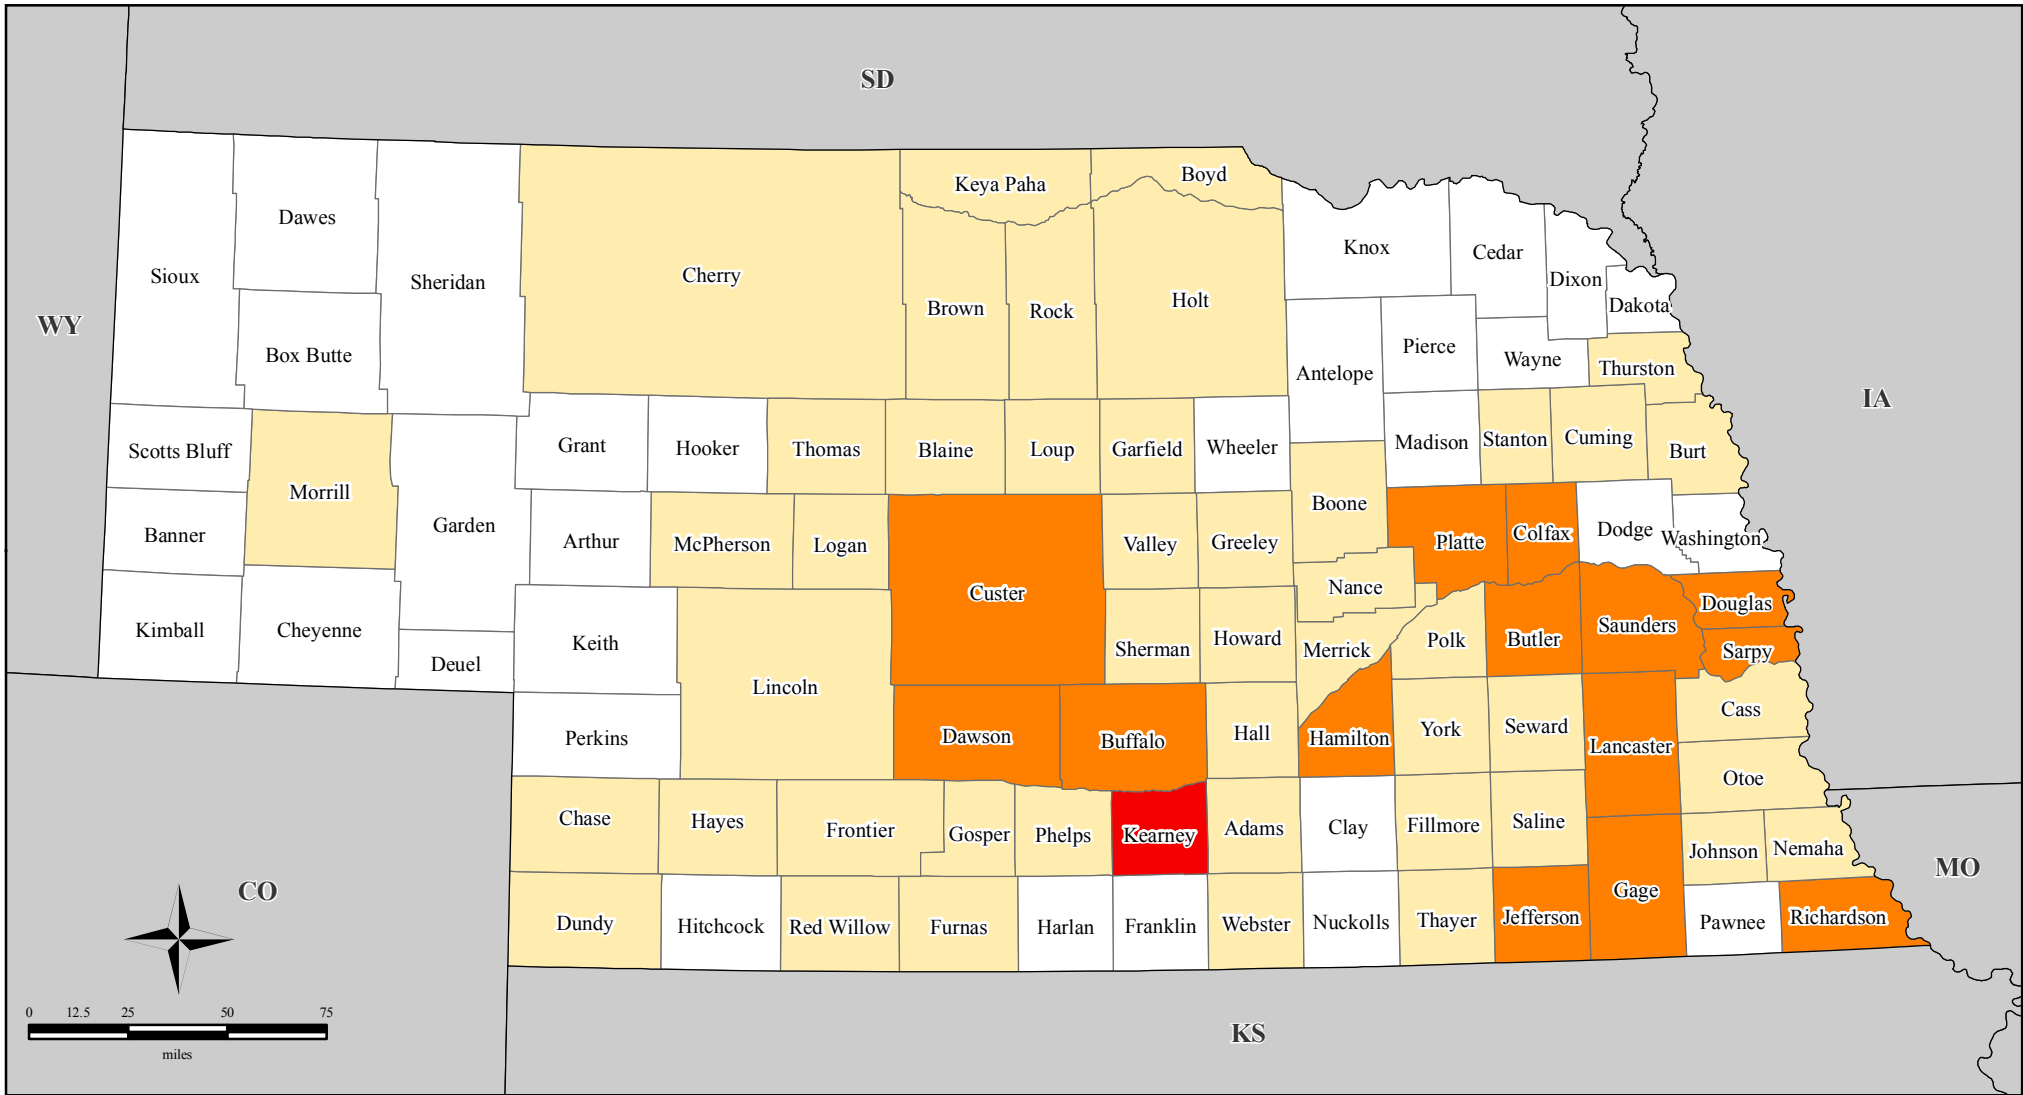 SD
Boyd
Keya Paha
Dawes
Knox
Cedar
Sioux
Cherry
Sheridan
Dixon
Holt
Dakota
Brown
Rock
WY
Pierce
Box Butte
Wayne
Thurston
Antelope
IA
Scotts Bluff
Grant
Hooker
Thomas
Blaine
Loup
Garfield
Wheeler
Madison
Stanton
Cuming
Burt
Morrill
Boone
Garden
Banner
Arthur
McPherson
Logan
Valley
Greeley
Platte
Colfax
Dodge
Washington
Custer
Nance
Douglas
Kimball
Cheyenne
Keith
Sherman
Howard
Merrick
Polk
Butler
Saunders
Sarpy
Deuel
Lincoln
Cass
Perkins
Dawson
Buffalo
Hall
Hamilton
York
Seward
Lancaster
Otoe
Chase
Hayes
Frontier
Gosper
Phelps
Kearney
Adams
Clay
Fillmore
Saline
Johnson
Nemaha
MO
CO
Gage
Dundy
Hitchcock
Red Willow
Furnas
Harlan
Franklin
Webster
Nuckolls
Thayer
Jefferson
Pawnee
Richardson
0 12.5 25 50 75
miles
KS